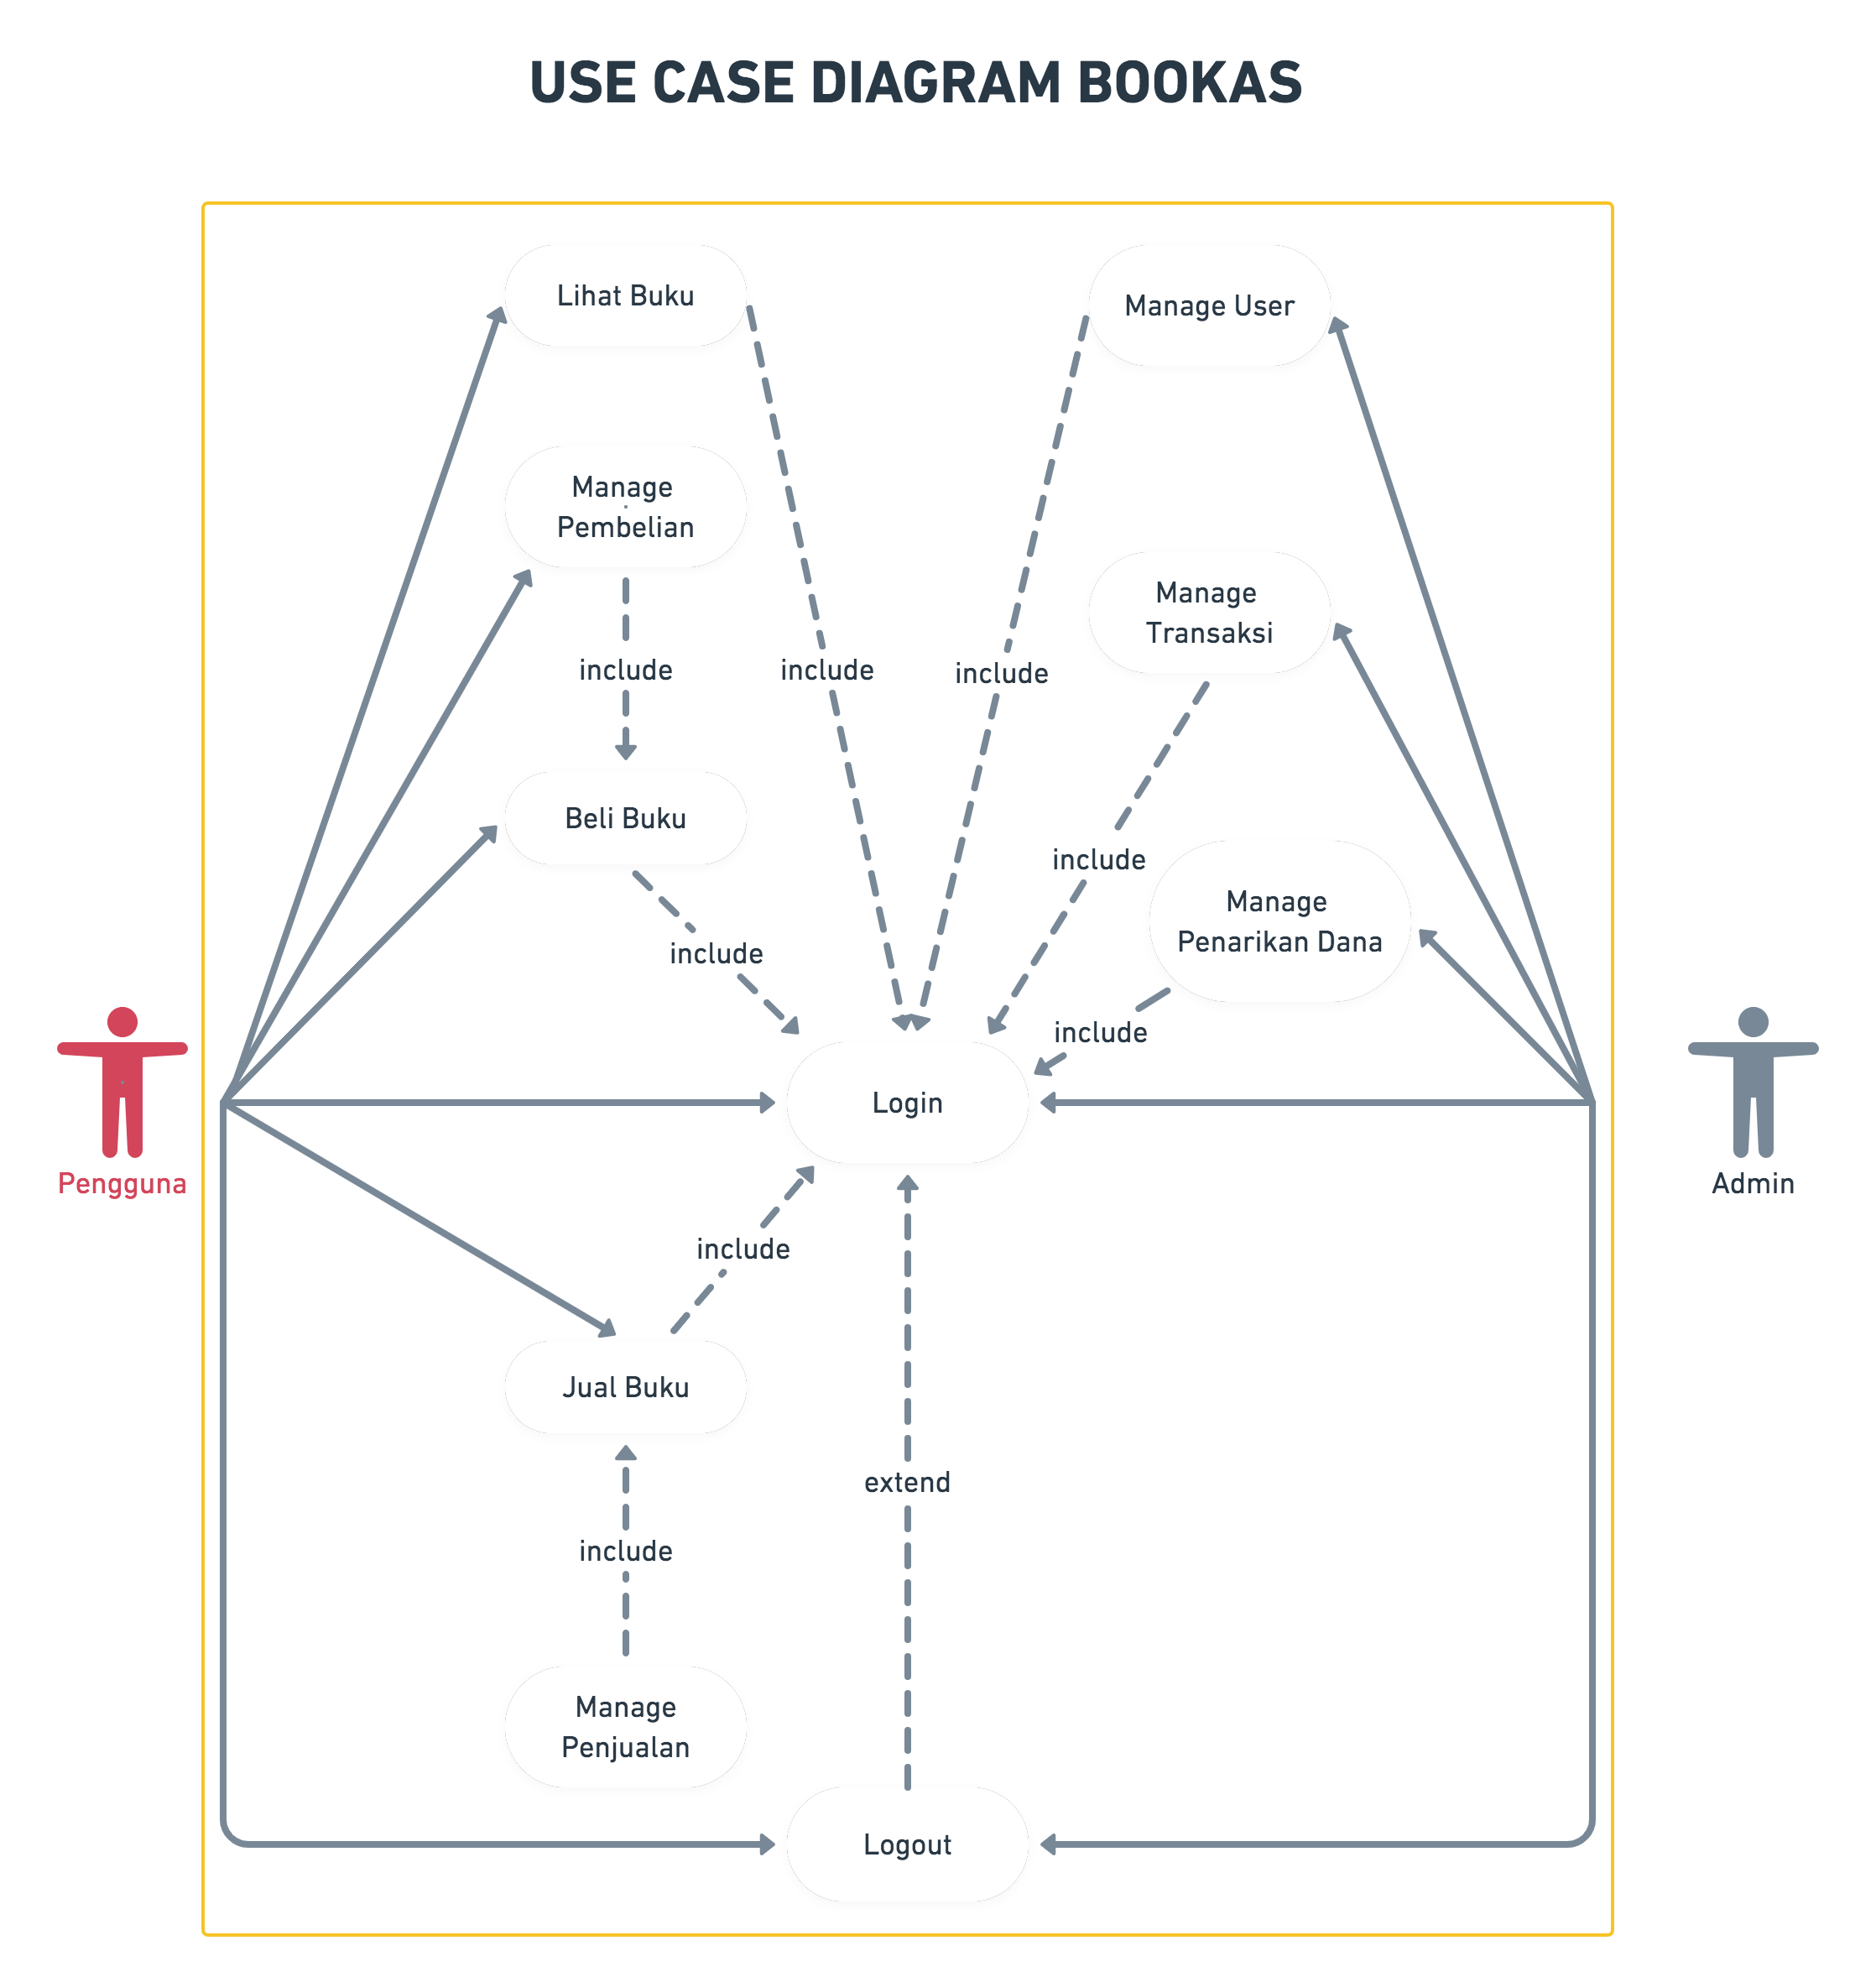 USE CASE DIAGRAM BOOKAS
Lihat Buku
Manage User
Manage
Pembelian
Manage
Transaksi
include
include
include
Beli Buku
include
Manage
Penarikan Dana
include
include
Login
Pengguna
Admin
include
Jual Buku
extend
include
Manage
Penjualan
Logout